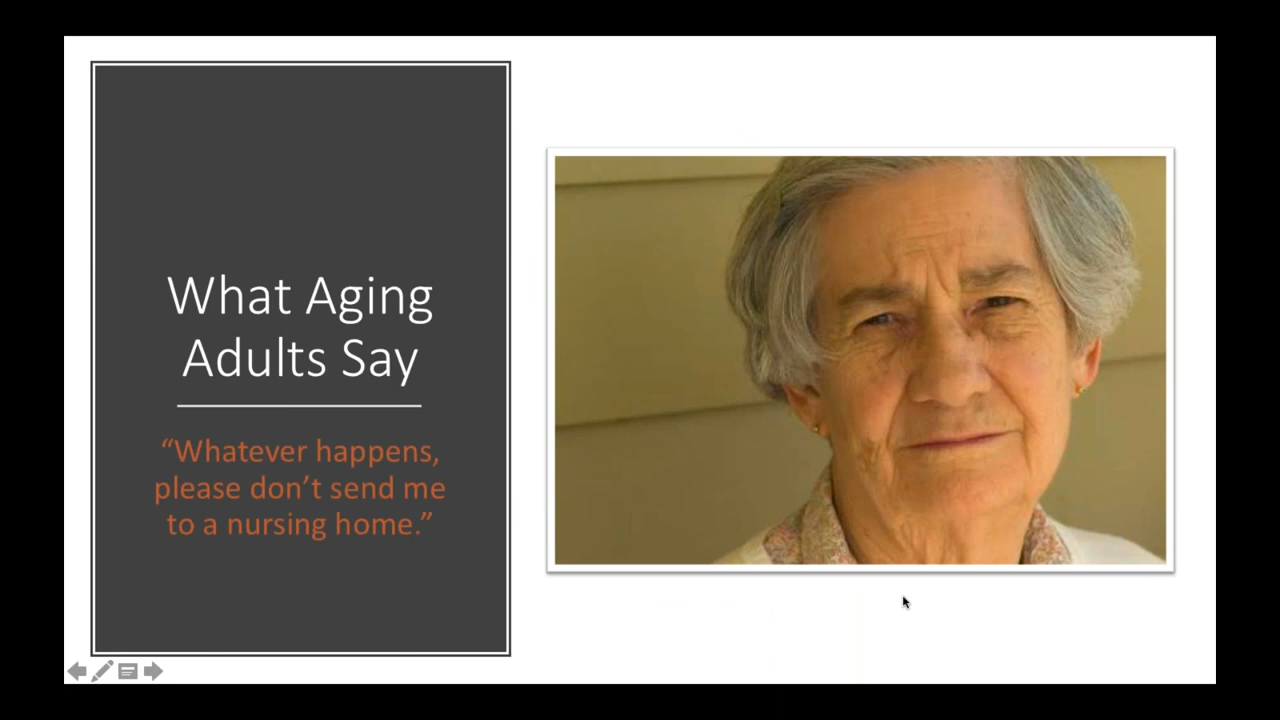 What Aging
Adults Say
“Whatever happens,
please don’t send me
to a nursing home.”